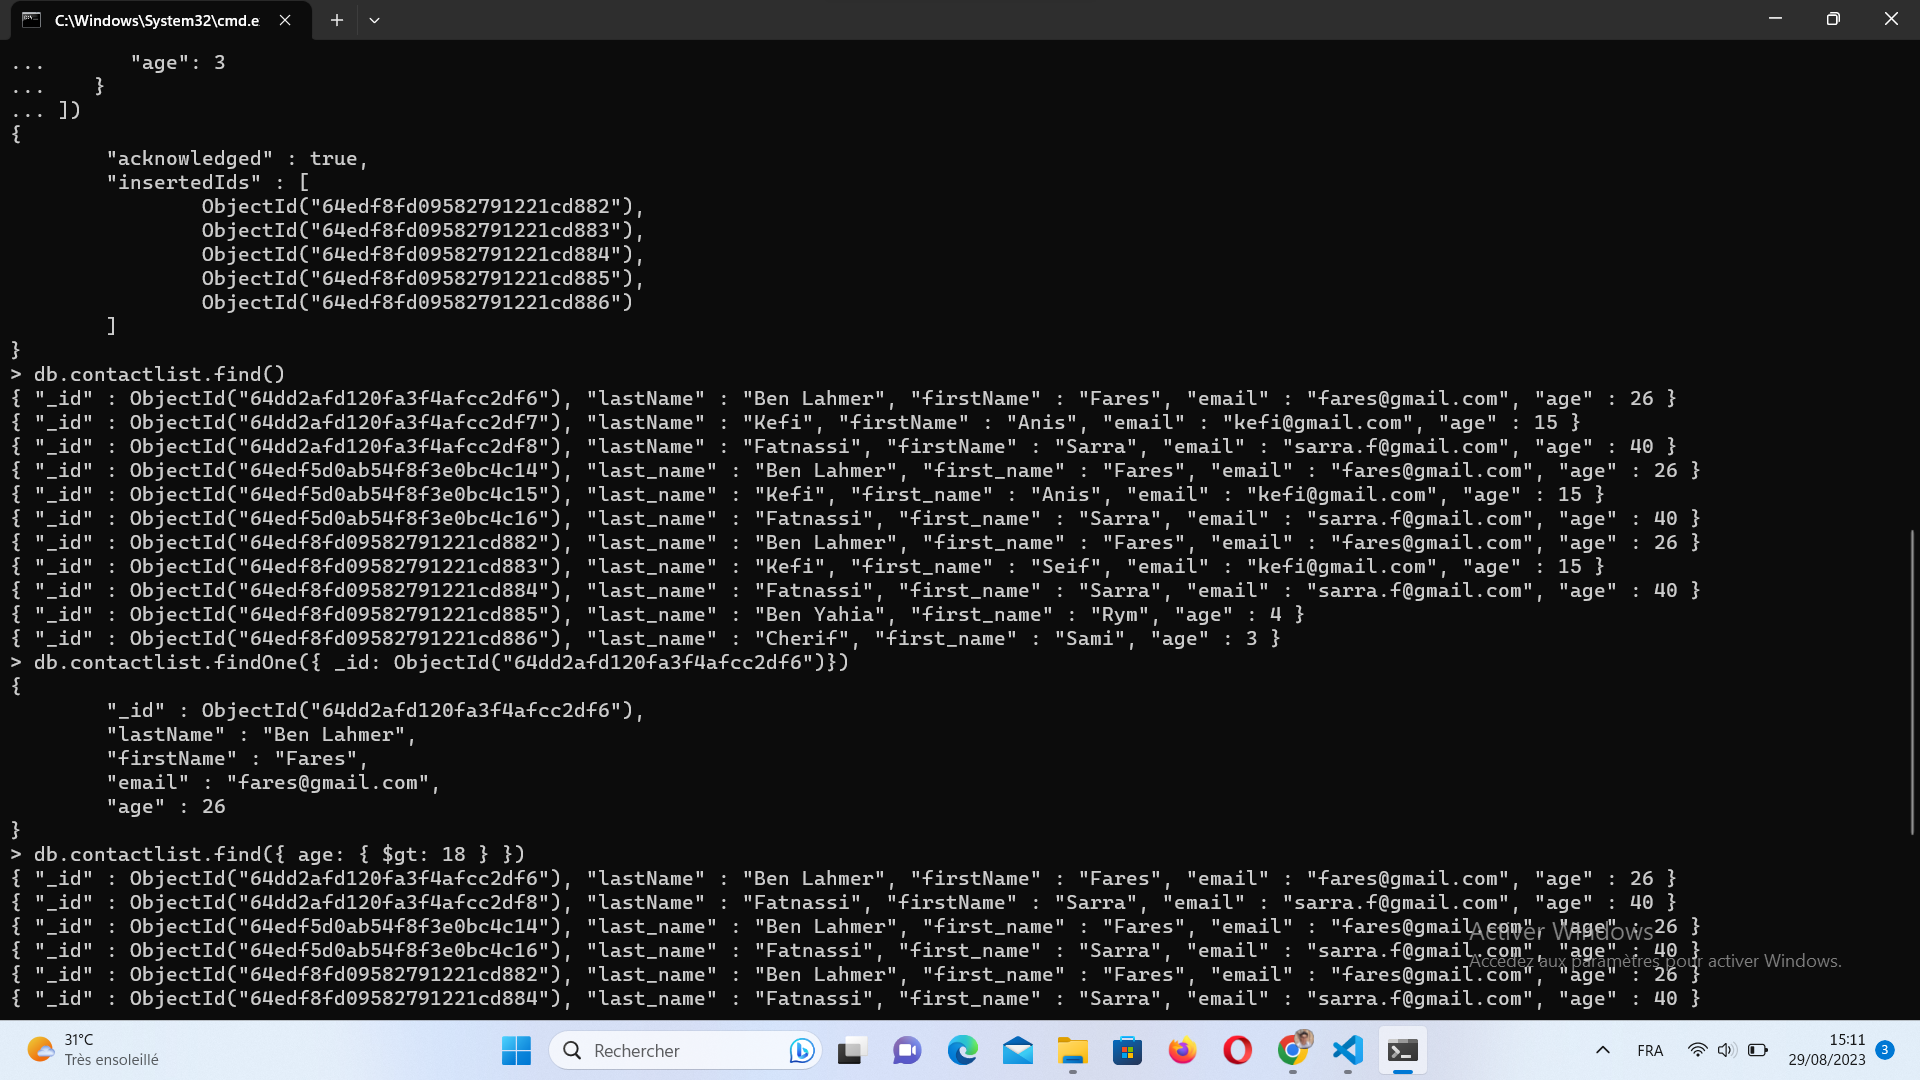 C:\Windows\System32\cmd.e
...       "age": 3
...    }
... ])
{
        "acknowledged" : true,
        "insertedIds" : [
                ObjectId("64edf8fd09582791221cd882"),
                ObjectId("64edf8fd09582791221cd883"),
                ObjectId("64edf8fd09582791221cd884"),
                ObjectId("64edf8fd09582791221cd885"),
                ObjectId("64edf8fd09582791221cd886")
        ]
}
> db.contactlist.find()
{ "_id" : ObjectId("64dd2afd120fa3f4afcc2df6"), "lastName" : "Ben Lahmer", "firstName" : "Fares", "email" : "fares@gmail.com", "age" : 26 }
{ "_id" : ObjectId("64dd2afd120fa3f4afcc2df7"), "lastName" : "Kefi", "firstName" : "Anis", "email" : "kefi@gmail.com", "age" : 15 }
{ "_id" : ObjectId("64dd2afd120fa3f4afcc2df8"), "lastName" : "Fatnassi", "firstName" : "Sarra", "email" : "sarra.f@gmail.com", "age" : 40 }
{ "_id" : ObjectId("64edf5d0ab54f8f3e0bc4c14"), "last_name" : "Ben Lahmer", "first_name" : "Fares", "email" : "fares@gmail.com", "age" : 26 }
{ "_id" : ObjectId("64edf5d0ab54f8f3e0bc4c15"), "last_name" : "Kefi", "first_name" : "Anis", "email" : "kefi@gmail.com", "age" : 15 }
{ "_id" : ObjectId("64edf5d0ab54f8f3e0bc4c16"), "last_name" : "Fatnassi", "first_name" : "Sarra", "email" : "sarra.f@gmail.com", "age" : 40 }
{ "_id" : ObjectId("64edf8fd09582791221cd882"), "last_name" : "Ben Lahmer", "first_name" : "Fares", "email" : "fares@gmail.com", "age" : 26 }
{ "_id" : ObjectId("64edf8fd09582791221cd883"), "last_name" : "Kefi", "first_name" : "Seif", "email" : "kefi@gmail.com", "age" : 15 }
{ "_id" : ObjectId("64edf8fd09582791221cd884"), "last_name" : "Fatnassi", "first_name" : "Sarra", "email" : "sarra.f@gmail.com", "age" : 40 }
{ "_id" : ObjectId("64edf8fd09582791221cd885"), "last_name" : "Ben Yahia", "first_name" : "Rym", "age" : 4 }
{ "_id" : ObjectId("64edf8fd09582791221cd886"), "last_name" : "Cherif", "first_name" : "Sami", "age" : 3 }
> db.contactlist.findOne({ _id: ObjectId("64dd2afd120fa3f4afcc2df6")})
{
        "_id" : ObjectId("64dd2afd120fa3f4afcc2df6"),
        "lastName" : "Ben Lahmer",
        "firstName" : "Fares",
        "email" : "fares@gmail.com",
        "age" : 26
}
> db.contactlist.find({ age: { $gt: 18 } })
{ "_id" : ObjectId("64dd2afd120fa3f4afcc2df6"), "lastName" : "Ben Lahmer", "firstName" : "Fares", "email" : "fares@gmail.com", "age" : 26 }
{ "_id" : ObjectId("64dd2afd120fa3f4afcc2df8"), "lastName" : "Fatnassi", "firstName" : "Sarra", "email" : "sarra.f@gmail.com", "age" : 40 }
{ "_id" : ObjectId("64edf5d0ab54f8f3e0bc4c14"), "last_name" : "Ben Lahmer", "first_name" : "Fares", "email" : "fares@gmail.com", "age" : 26 }
{ "_id" : ObjectId("64edf5d0ab54f8f3e0bc4c16"), "last_name" : "Fatnassi", "first_name" : "Sarra", "email" : "sarra.f@gmail.com", "age" : 40 }
{ "_id" : ObjectId("64edf8fd09582791221cd882"), "last_name" : "Ben Lahmer", "first_name" : "Fares", "email" : "fares@gmail.com", "age" : 26 }
{ "_id" : ObjectId("64edf8fd09582791221cd884"), "last_name" : "Fatnassi", "first_name" : "Sarra", "email" : "sarra.f@gmail.com", "age" : 40 }
Activer Windows
Accédez aux paramètres pour activer Windows.
31°C
Très ensoleillé
Rechercher
FRA
15:11
29/08/2023
3